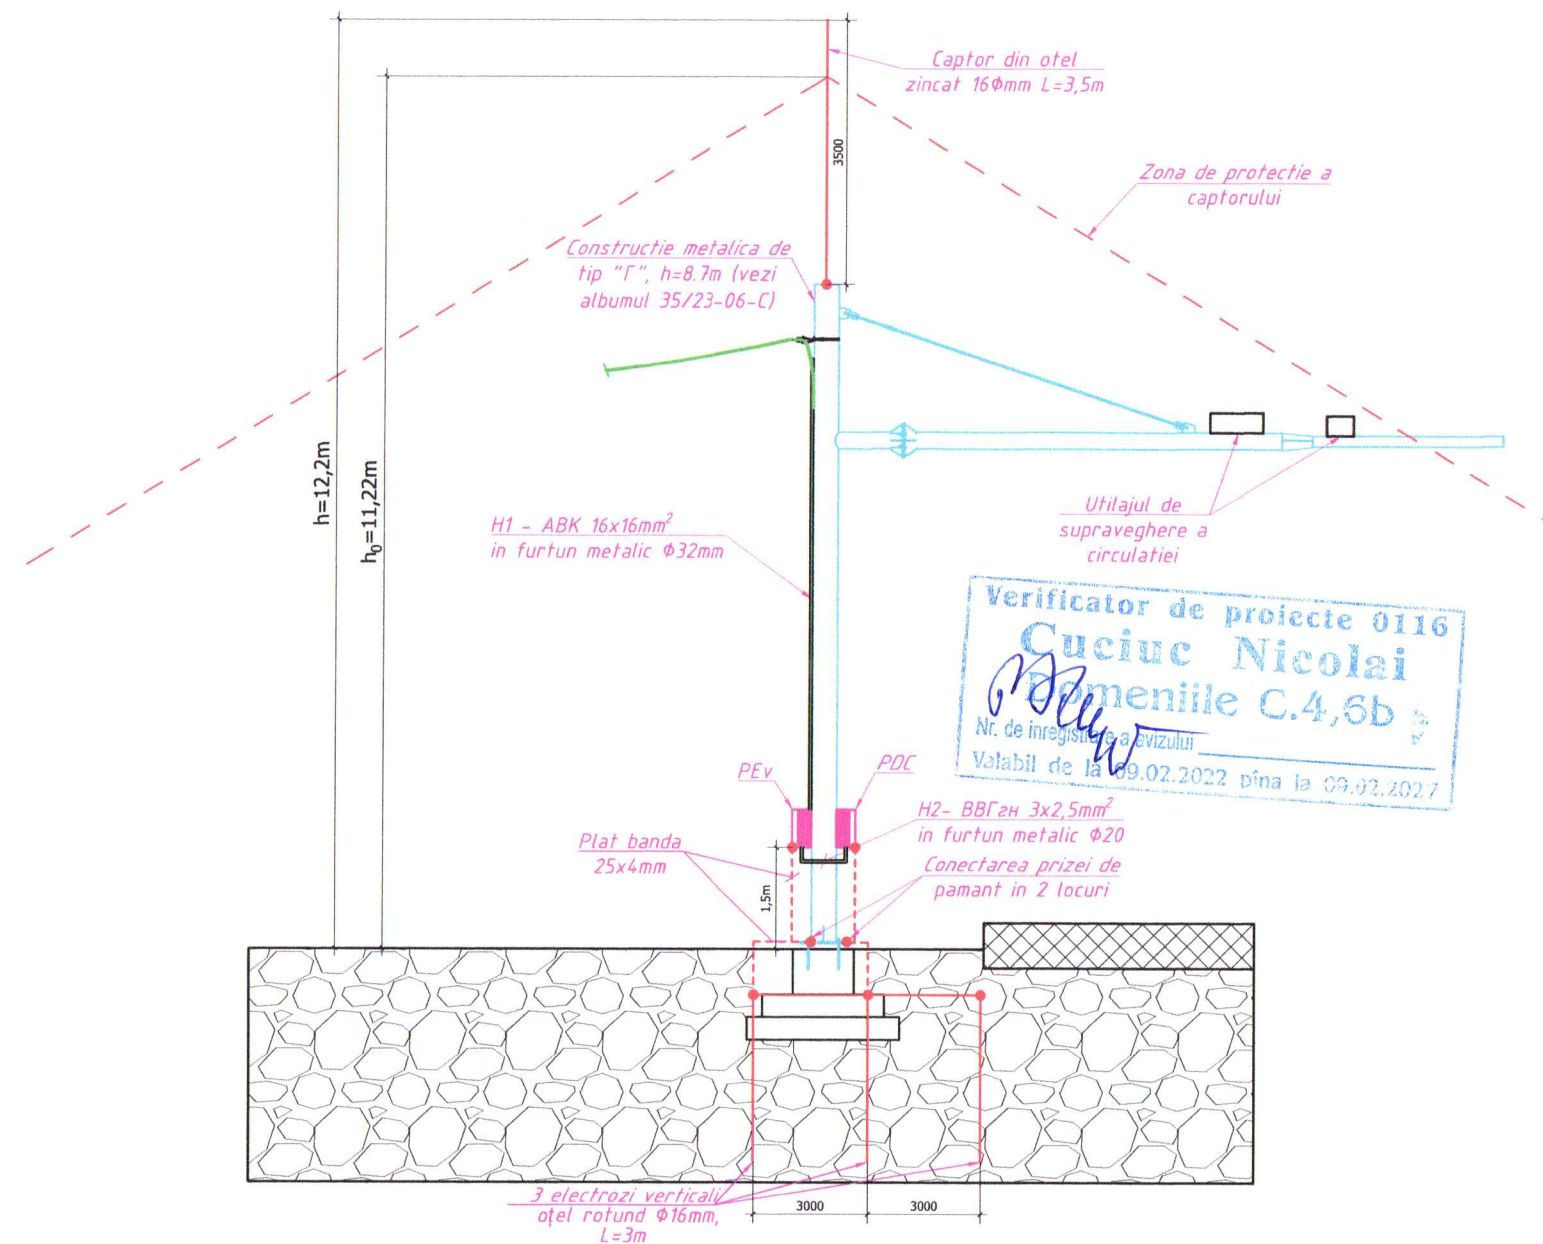 Captor din otel
zincat 16Φmm L=3,5m
3500
Zona de protectie a
captorului
Constructie metalica de
tip "Г", h=8.7m (vezi
albumul 35/23-06-C)
h=12,2m
h₀=11,22m
H1 - ABK 16x16mm²
in furtun metalic Φ32mm
Utilajul de
supraveghere a
circulatiei
Verificator de proiecte 0116
Cuciuc Nicolai
Domeniile C.4,6b
Nr. de inregistrare a avizului
Valabil de la 09.02.2022 pîna la 09.02.2027
PEv
PDC
H2- ВВГгн 3x2,5mm²
in furtun metalic Φ20
Plat banda
25x4mm
Conectarea prizei de
pamant in 2 locuri
1,5m
3 electrozi verticali
oțel rotund Φ16mm,
L=3m
3000
3000